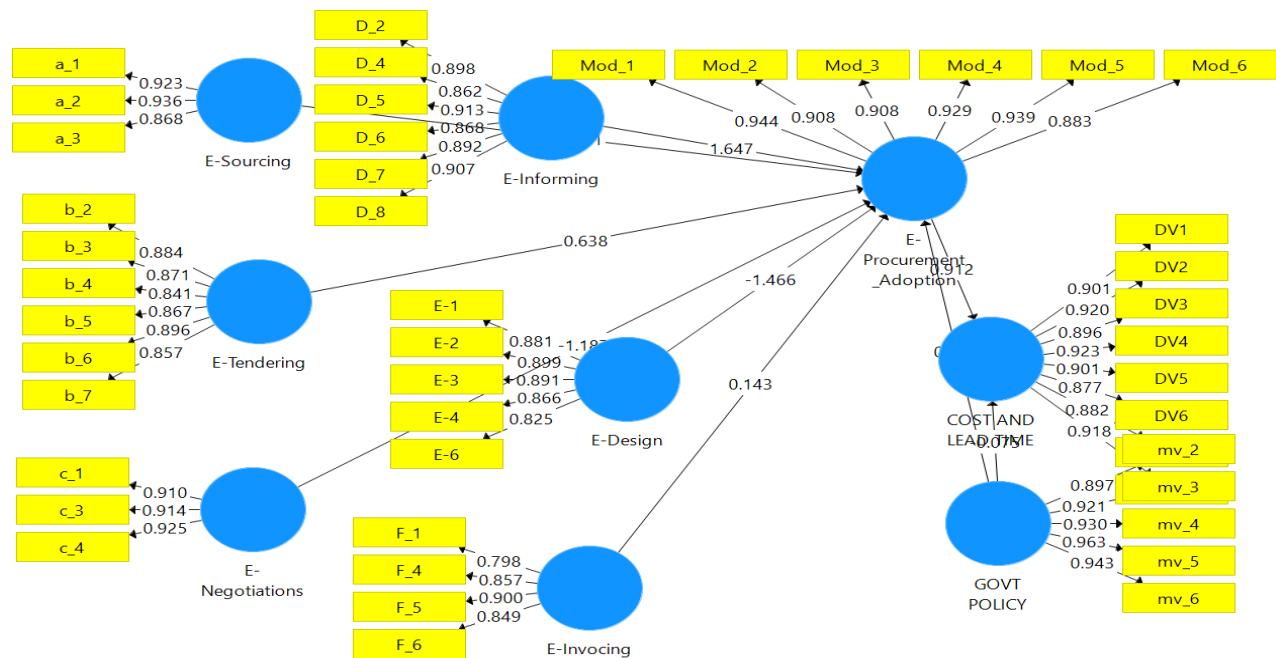 a_1
a_2
a_3
0.923
0.936
0.868
E-Sourcing
D_2
D_4
D_5
D_6
D_7
D_8
0.898
0.862
0.913
0.868
0.892
0.907
E-Informing
Mod_1
Mod_2
Mod_3
Mod_4
Mod_5
Mod_6
0.944
0.908
0.908
0.929
0.939
0.883
1.647
E-
Procurement
_Adoption
b_2
b_3
b_4
b_5
b_6
b_7
0.884
0.871
0.841
0.867
0.896
0.857
E-Tendering
0.638
-1.466
0.143
0.912
E-1
E-2
E-3
E-4
E-6
0.881
0.899
0.891
0.866
0.825
E-Design
DV1
DV2
DV3
DV4
DV5
DV6
0.901
0.920
0.896
0.923
0.901
0.877
0.882
0.918
COST AND
LEAD TIME
c_1
c_3
c_4
0.910
0.914
0.925
E-
Negotiations
F_1
F_4
F_5
F_6
0.798
0.857
0.900
0.849
E-Invocing
mv_2
mv_3
mv_4
mv_5
mv_6
0.897
0.921
0.930
0.963
0.943
GOVT
POLICY